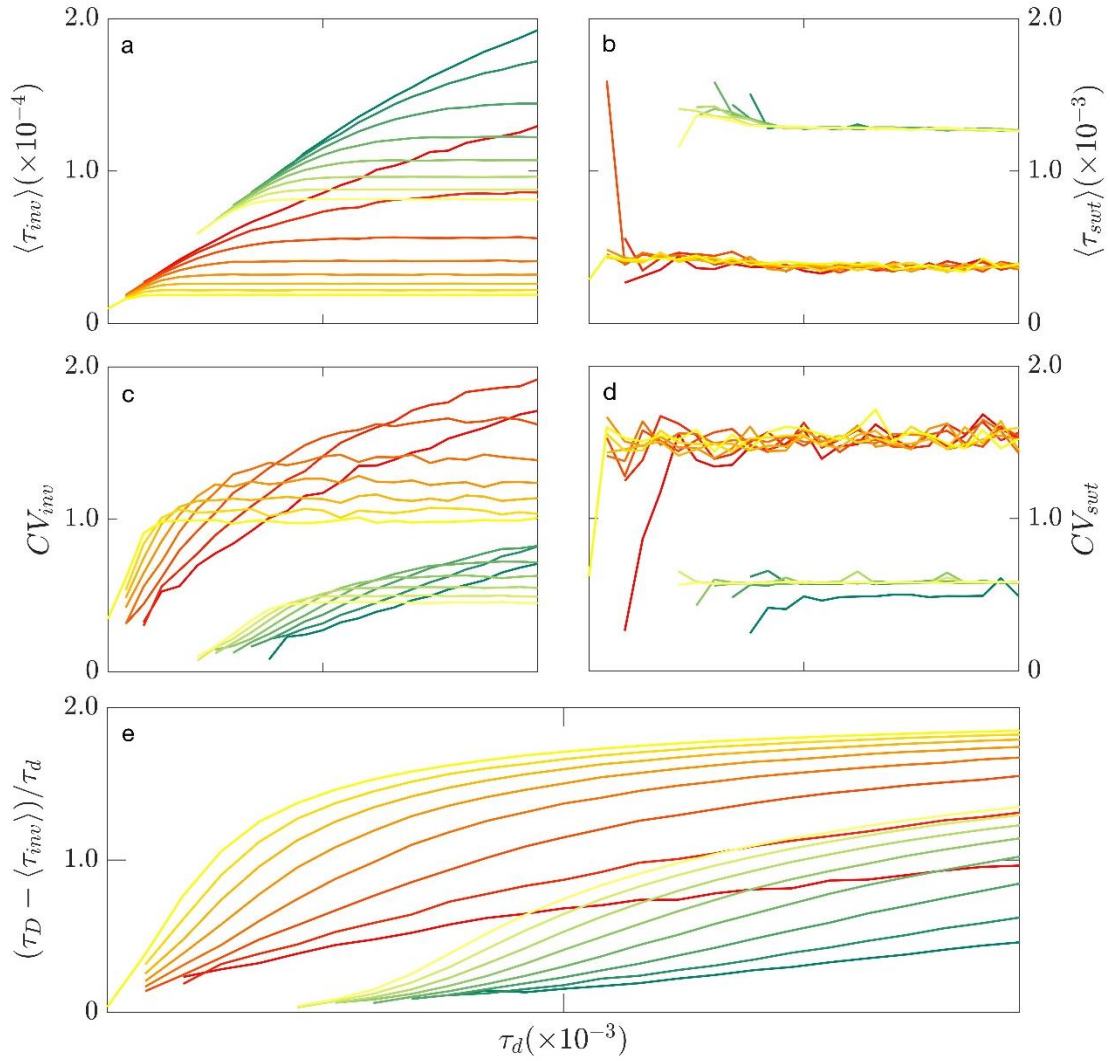 2.0 a b 2.0
⟨τ_inv⟩(×10⁻⁴) 1.0 1.0 ⟨τ_swt⟩(×10⁻³)
0 0
2.0 c d 2.0
CV_inv 1.0 1.0 CV_swt
0 0
2.0 e
(τ_D − ⟨τ_inv⟩)/τ_d 1.0
0
τ_d(×10⁻³)